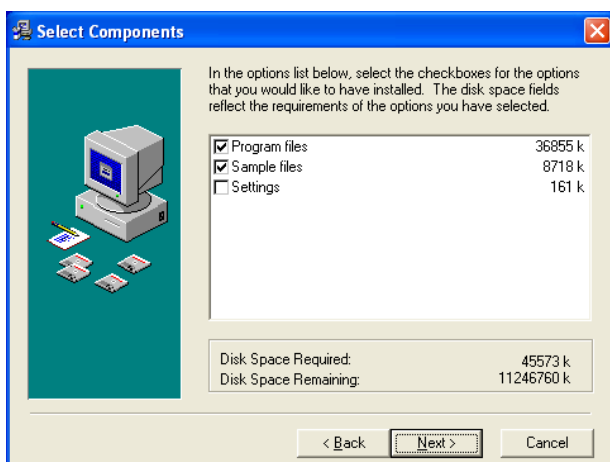 Select Components
In the options list below, select the checkboxes for the options
that you would like to have installed. The disk space fields
reflect the requirements of the options you have selected.
Program files 36855 k
Sample files 8718 k
Settings 161 k
Disk Space Required: 45573 k
Disk Space Remaining: 11246760 k
< Back Next > Cancel